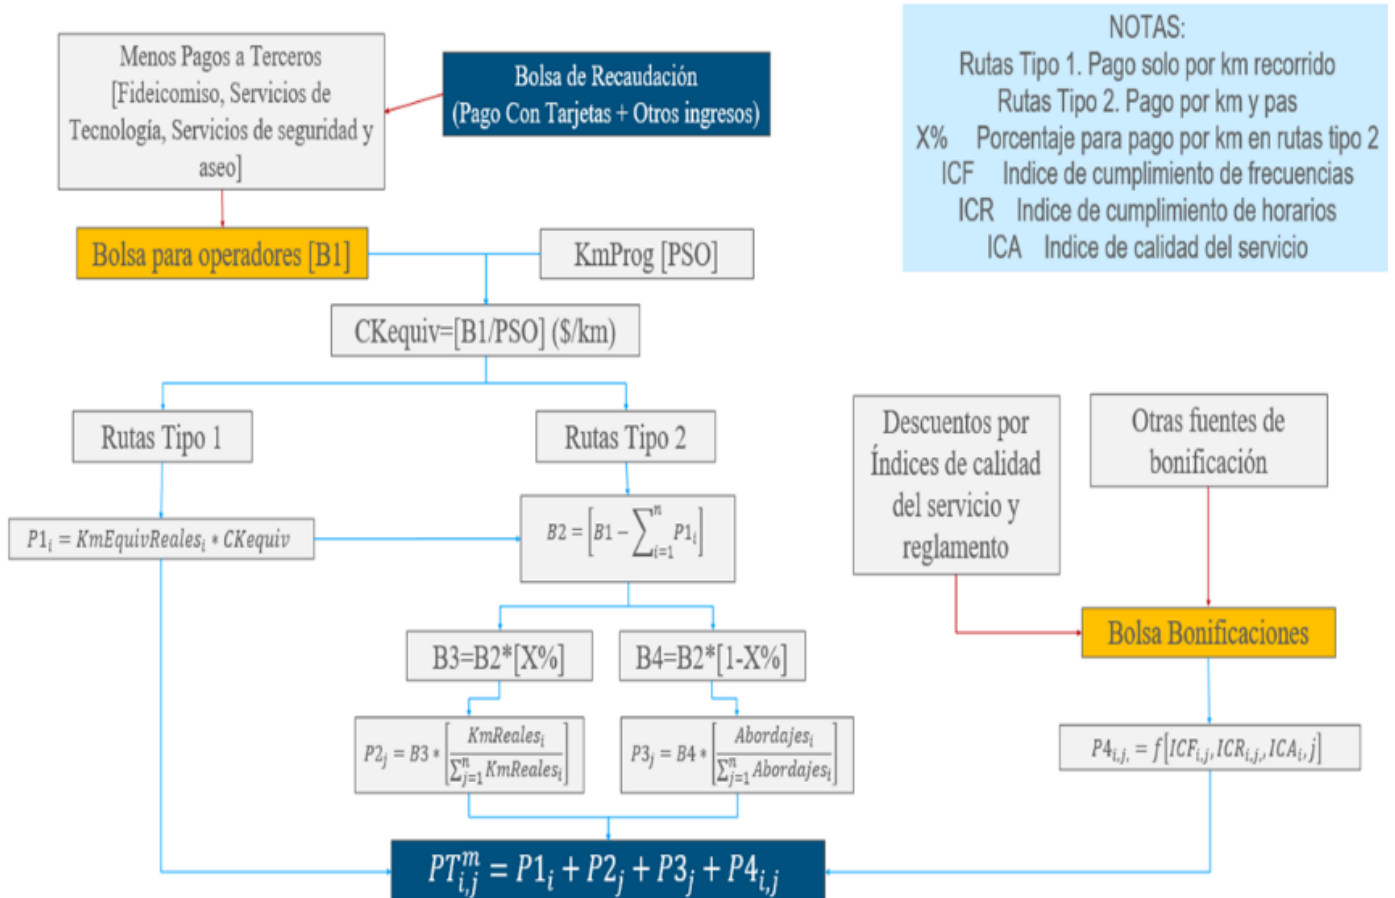 Menos Pagos a Terceros
[Fideicomiso, Servicios de
Tecnología, Servicios de seguridad y
aseo]
Bolsa de Recaudación
(Pago Con Tarjetas + Otros ingresos)
NOTAS:
Rutas Tipo 1. Pago solo por km recorrido
Rutas Tipo 2. Pago por km y pas
X% Porcentaje para pago por km en rutas tipo 2
ICF Indice de cumplimiento de frecuencias
ICR Indice de cumplimiento de horarios
ICA Indice de calidad del servicio
Bolsa para operadores [B1]
KmProg [PSO]
CKequiv=[B1/PSO] ($/km)
Rutas Tipo 1
Rutas Tipo 2
Descuentos por
Índices de calidad
del servicio y
reglamento
Otras fuentes de
bonificación
P1_i = KmEquivReales_i * CKequiv
B2 = [B1 − ∑_{i=1}^{n} P1_i]
Bolsa Bonificaciones
B3=B2*[X%]
B4=B2*[1-X%]
P2_j = B3 * [KmReales_i / ∑_{j=1}^{n} KmReales_i]
P3_j = B4 * [Abordajes_i / ∑_{j=1}^{n} Abordajes_i]
P4_{i,j,} = f[ICF_{i,j}, ICR_{i,j,}, ICA_i, j]
PT_{i,j}^{m} = P1_i + P2_j + P3_j + P4_{i,j}